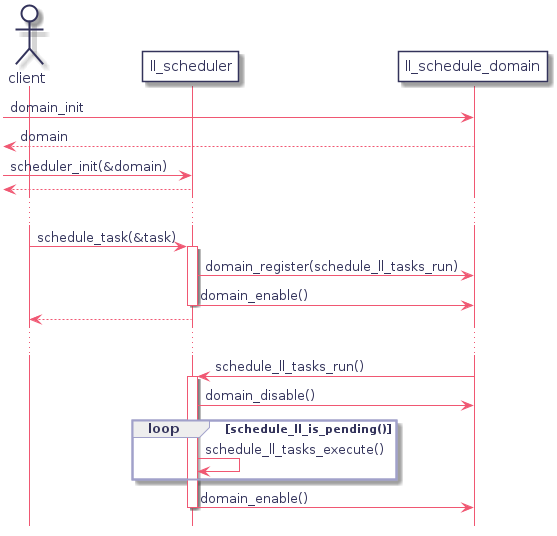 client
ll_scheduler
ll_schedule_domain
domain_init
domain
scheduler_init(&domain)
schedule_task(&task)
domain_register(schedule_ll_tasks_run)
domain_enable()
schedule_ll_tasks_run()
domain_disable()
loop [schedule_ll_is_pending()]
schedule_ll_tasks_execute()
domain_enable()